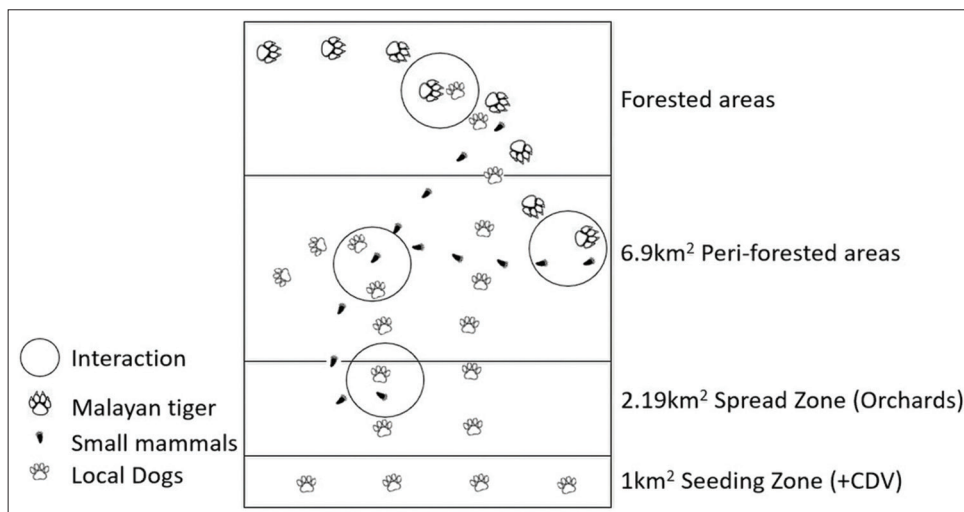 Forested areas
6.9km² Peri-forested areas
Interaction
Malayan tiger
2.19km² Spread Zone (Orchards)
Small mammals
Local Dogs
1km² Seeding Zone (+CDV)